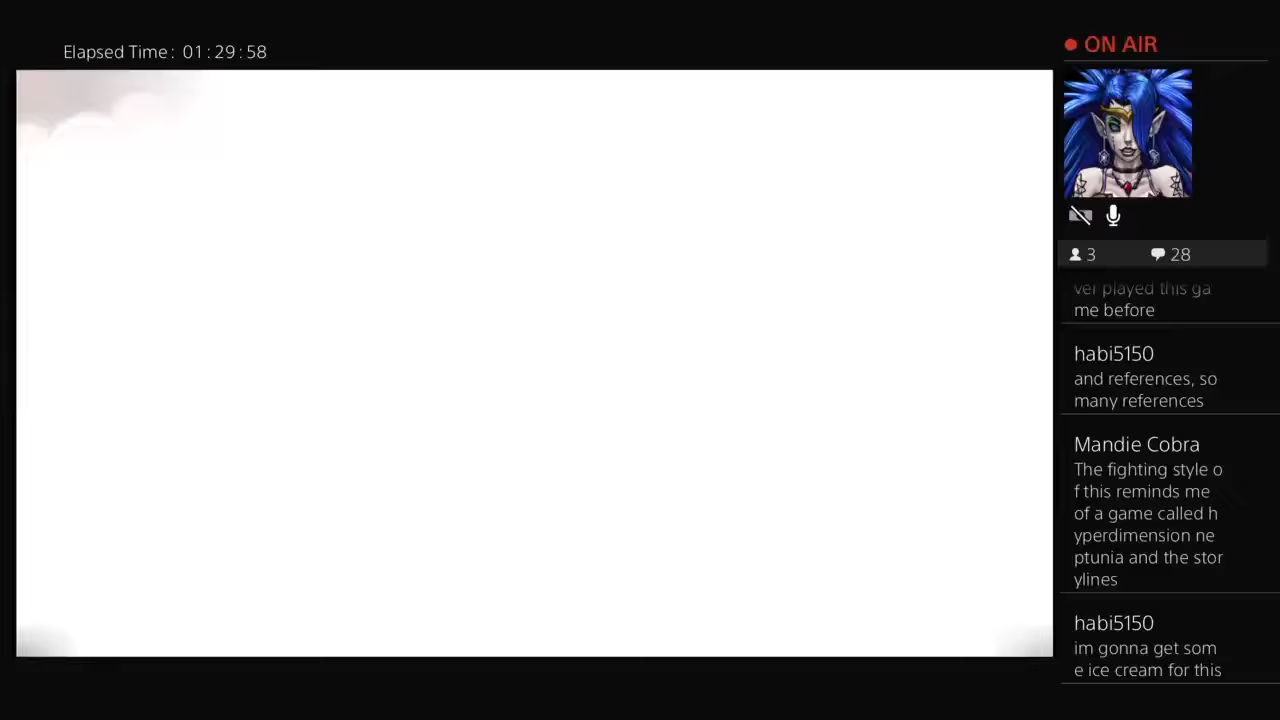 Elapsed Time: 01:29:58
ON AIR
3 28
ver played this ga
me before
habi5150
and references, so
many references
Mandie Cobra
The fighting style o
f this reminds me
of a game called h
yperdimension ne
ptunia and the stor
ylines
habi5150
im gonna get som
e ice cream for this